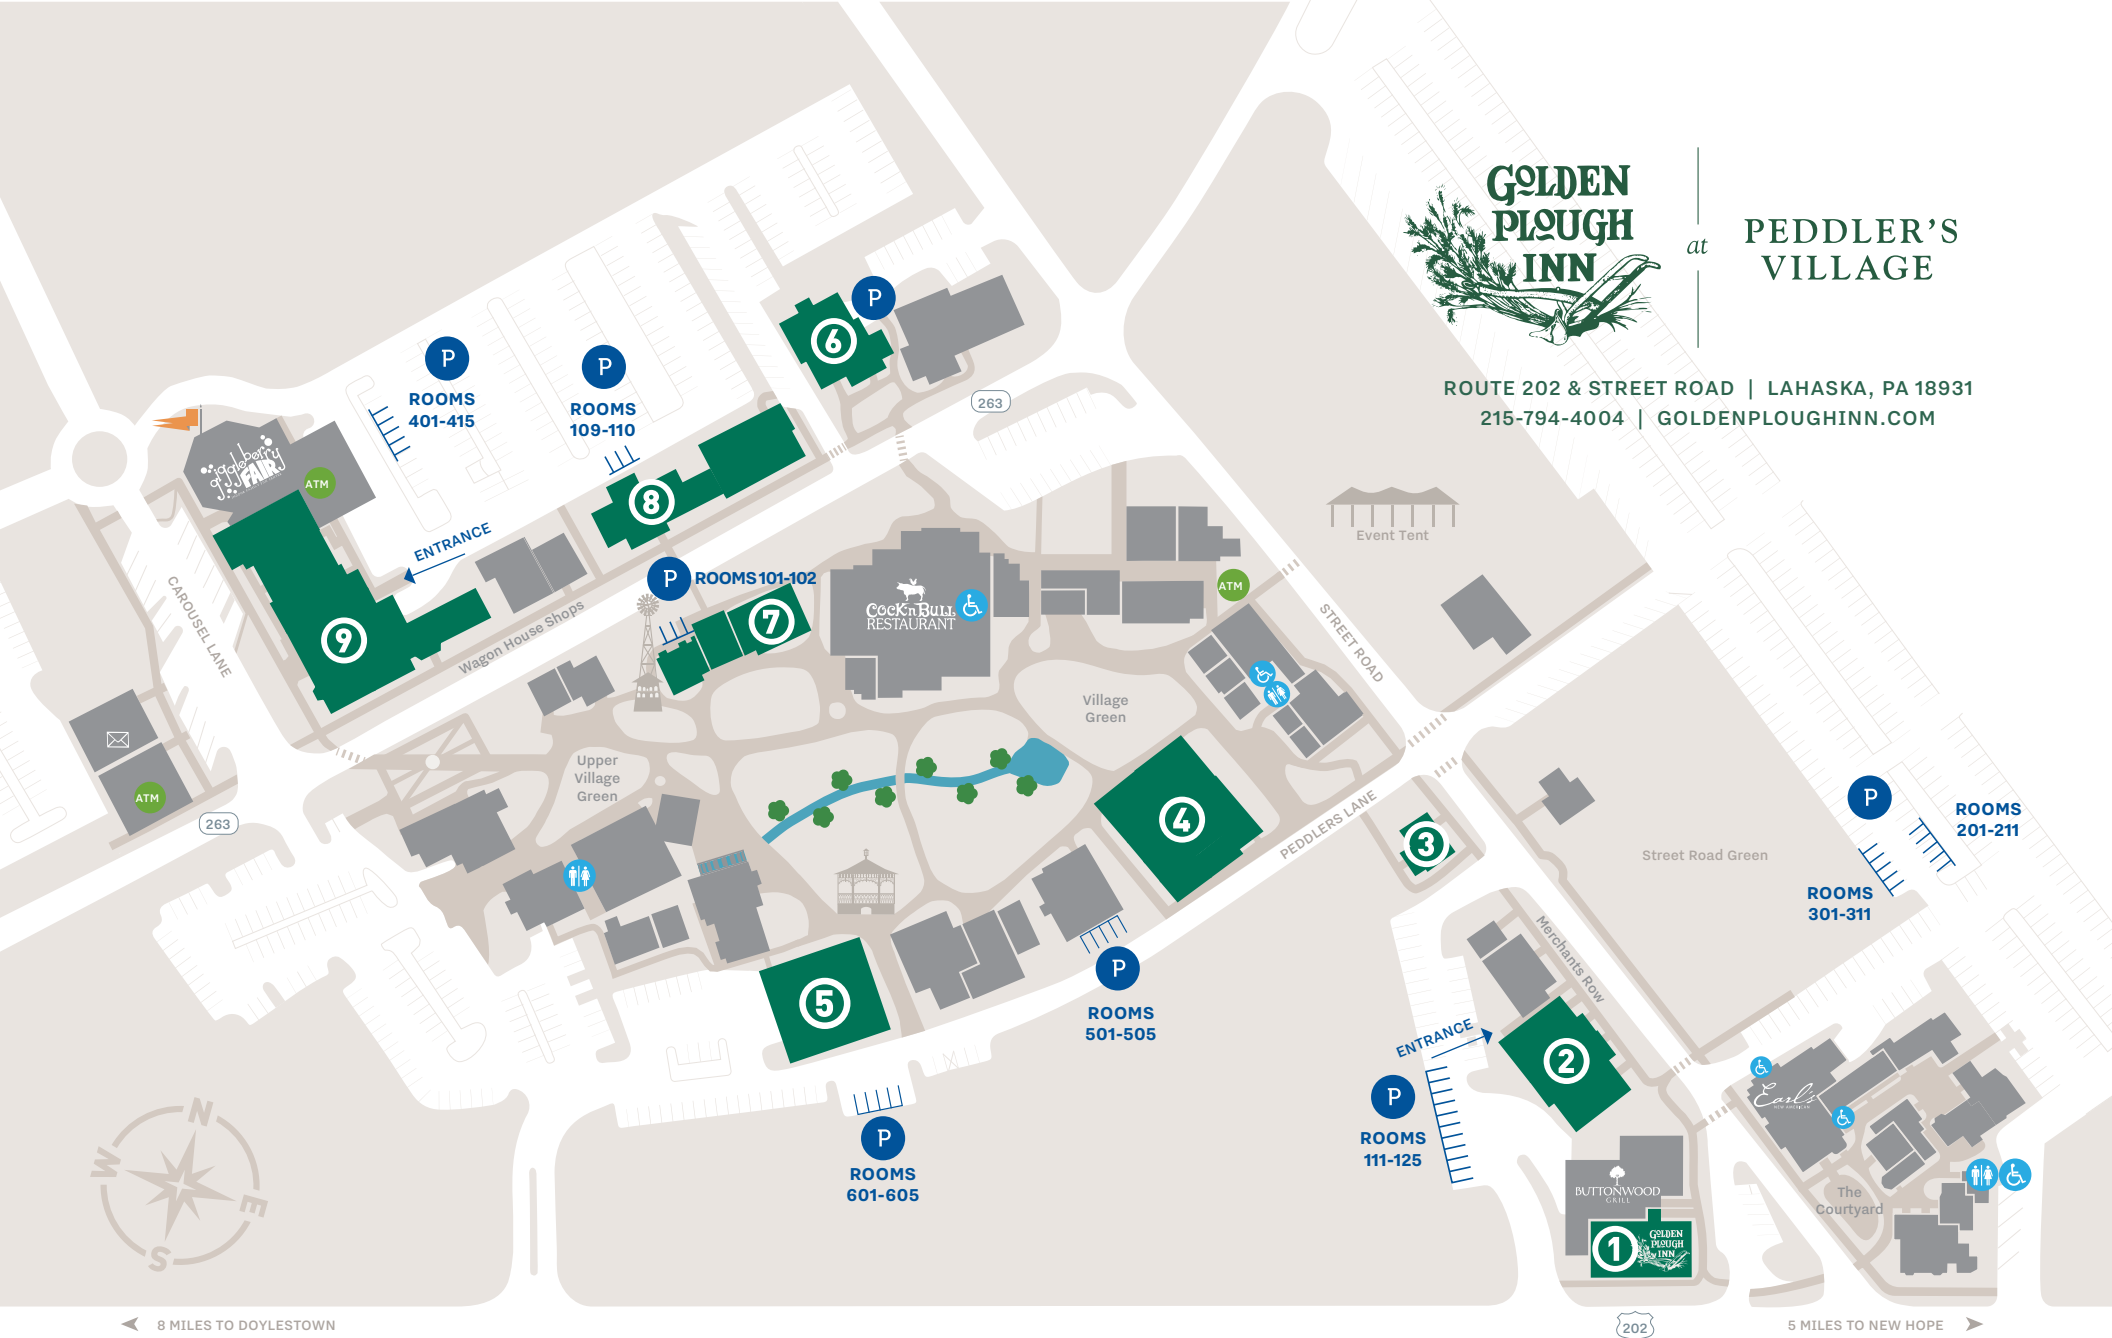 GOLDEN
PLOUGH
INN
at
PEDDLER'S
VILLAGE
ROUTE 202 & STREET ROAD | LAHASKA, PA 18931
215-794-4004 | GOLDENPLOUGHINN.COM
P
6
P
ROOMS
401-415
P
ROOMS
109-110
263
giggleberry
FAIR
ATM
8
ENTRANCE
Event Tent
P
ROOMS 101-102
CAROUSEL LANE
9
Wagon House Shops
7
COCK'n BULL
RESTAURANT
ATM
STREET ROAD
Village
Green
Upper
Village
Green
ATM
263
4
PEDDLERS LANE
3
Street Road Green
P
ROOMS
201-211
ROOMS
301-311
Merchants Row
5
P
ROOMS
501-505
ENTRANCE
2
P
ROOMS
111-125
Earl's
NEW AMERICAN
P
ROOMS
601-605
BUTTONWOOD
GRILL
The
Courtyard
1
GOLDEN
PLOUGH
INN
N
W
E
S
8 MILES TO DOYLESTOWN
202
5 MILES TO NEW HOPE